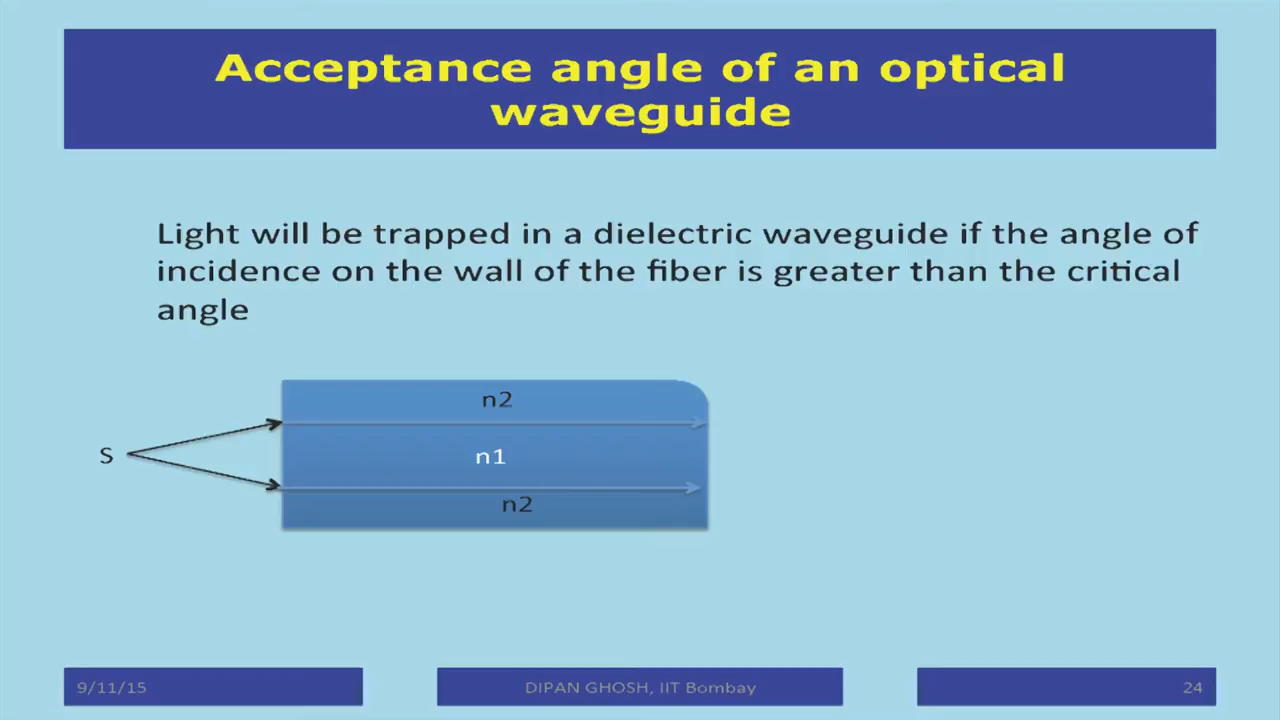 Acceptance angle of an optical
waveguide
Light will be trapped in a dielectric waveguide if the angle of
incidence on the wall of the fiber is greater than the critical
angle
n2
S
n1
n2
9/11/15
DIPAN GHOSH, IIT Bombay
24